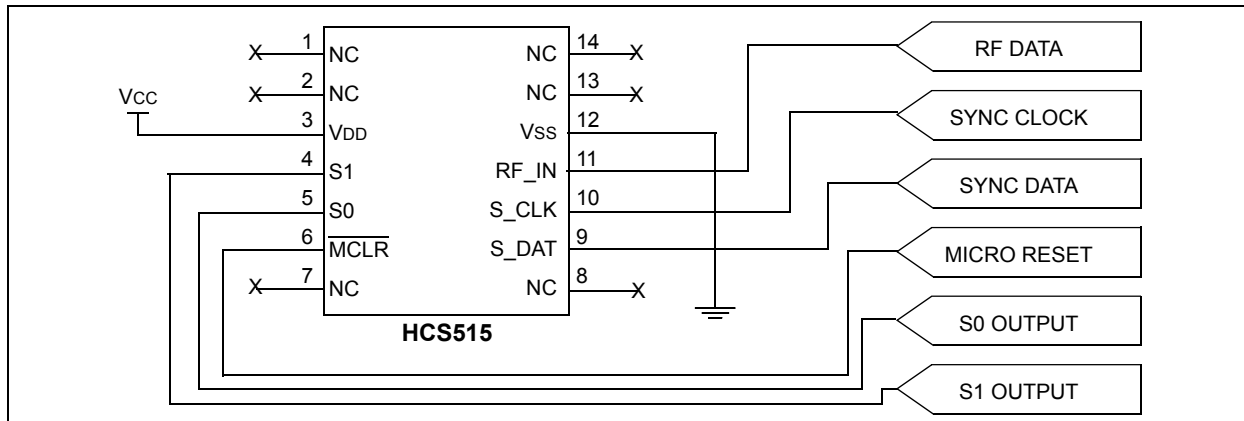 1 NC
2 NC
VCC
3 VDD
4 S1
5 S0
6 MCLR
7 NC
14 NC
13 NC
12 VSS
11 RF_IN
10 S_CLK
9 S_DAT
8 NC
HCS515
RF DATA
SYNC CLOCK
SYNC DATA
MICRO RESET
S0 OUTPUT
S1 OUTPUT
X
X
X
X
X
X